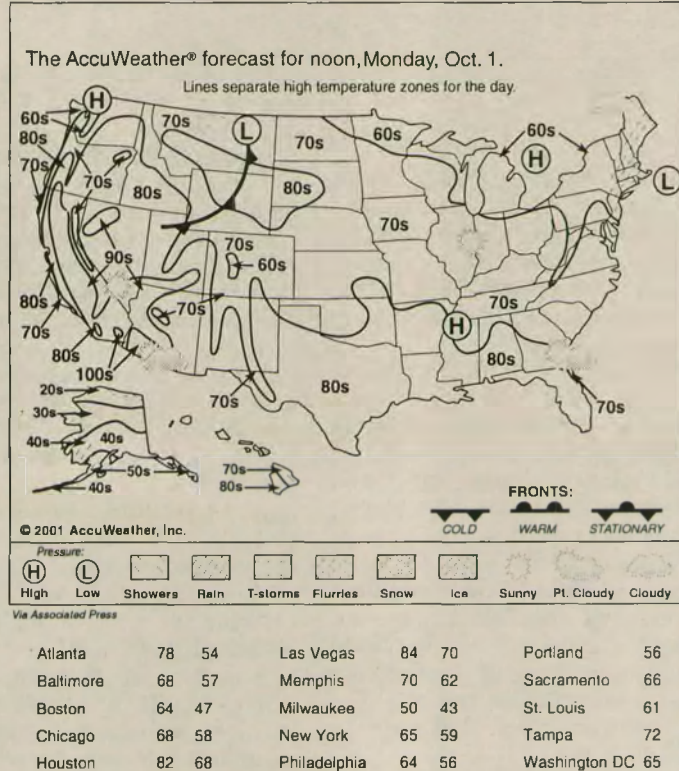 The AccuWeather® forecast for noon, Monday, Oct. 1.
Lines separate high temperature zones for the day.
60s
H
80s
70s
70s
70s
L
70s
60s
60s
H
L
80s
80s
90s
70s
60s
70s
80s
70s
70s
H
70s
80s
100s
80s
80s
70s
70s
20s
30s
40s
40s
50s
40s
70s
80s
FRONTS:
COLD WARM STATIONARY
© 2001 AccuWeather, Inc.
Pressure:
H L
High Low Showers Rain T-storms Flurries Snow Ice Sunny Pt. Cloudy Cloudy
Via Associated Press
Atlanta 78 54 Las Vegas 84 70 Portland 56
Baltimore 68 57 Memphis 70 62 Sacramento 66
Boston 64 47 Milwaukee 50 43 St. Louis 61
Chicago 68 58 New York 65 59 Tampa 72
Houston 82 68 Philadelphia 64 56 Washington DC 65